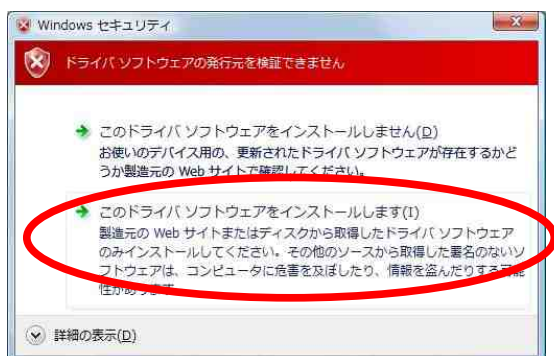 Windows セキュリティ
ドライバ ソフトウェアの発行元を検証できません
このドライバ ソフトウェアをインストールしません(D)
お使いのデバイス用の、更新されたドライバ ソフトウェアが存在するかど
うか製造元の Web サイトで確認してください。
このドライバ ソフトウェアをインストールします(I)
製造元の Web サイトまたはディスクから取得したドライバ ソフトウェア
のみインストールしてください。その他のソースから取得した署名のないソ
フトウェアは、コンピュータに危害を及ぼしたり、情報を盗んだりする可能
性があります。
詳細の表示(D)